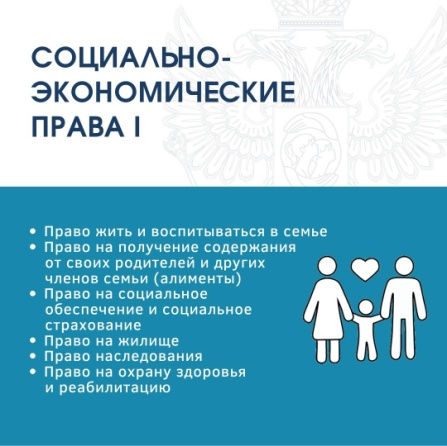 СОЦИАЛЬНО-
ЭКОНОМИЧЕСКИЕ
ПРАВА I
• Право жить и воспитываться в семье
• Право на получение содержания
от своих родителей и других
членов семьи (алименты)
• Право на социальное
обеспечение и социальное
страхование
• Право на жилище
• Право наследования
• Право на охрану здоровья
и реабилитацию